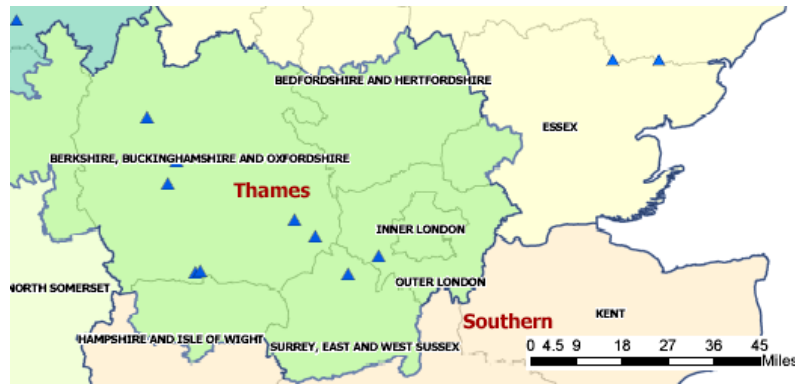 BEDFORDSHIRE AND HERTFORDSHIRE
ESSEX
BERKSHIRE, BUCKINGHAMSHIRE AND OXFORDSHIRE
Thames
INNER LONDON
OUTER LONDON
NORTH SOMERSET
Southern
KENT
HAMPSHIRE AND ISLE OF WIGHT
SURREY, EAST AND WEST SUSSEX
0 4.5 9 18 27 36 45
Miles